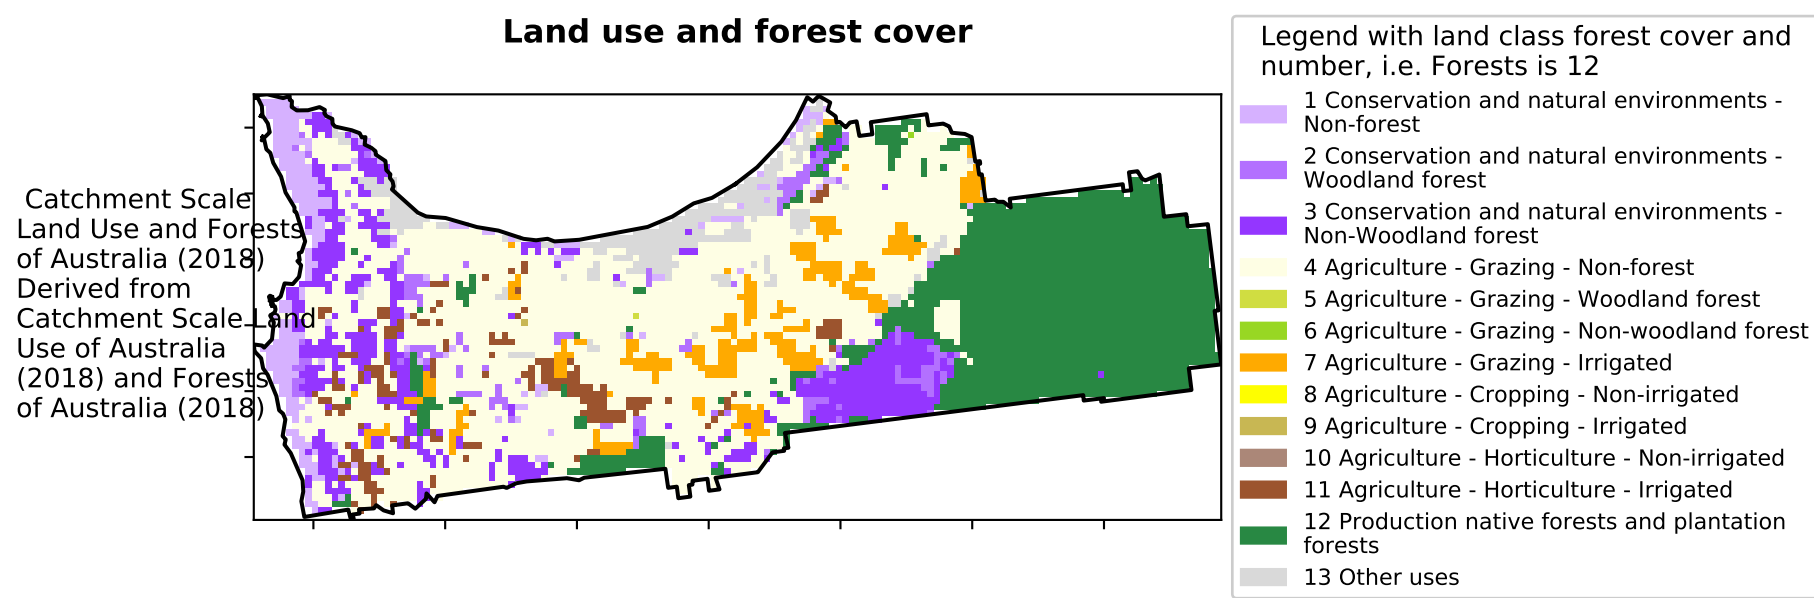 Land use and forest cover
Catchment Scale
Land Use and Forests
of Australia (2018)
Derived from
Catchment Scale Land
Use of Australia
(2018) and Forests
of Australia (2018)
Legend with land class forest cover and
number, i.e. Forests is 12
1 Conservation and natural environments -
Non-forest
2 Conservation and natural environments -
Woodland forest
3 Conservation and natural environments -
Non-Woodland forest
4 Agriculture - Grazing - Non-forest
5 Agriculture - Grazing - Woodland forest
6 Agriculture - Grazing - Non-woodland forest
7 Agriculture - Grazing - Irrigated
8 Agriculture - Cropping - Non-irrigated
9 Agriculture - Cropping - Irrigated
10 Agriculture - Horticulture - Non-irrigated
11 Agriculture - Horticulture - Irrigated
12 Production native forests and plantation
forests
13 Other uses